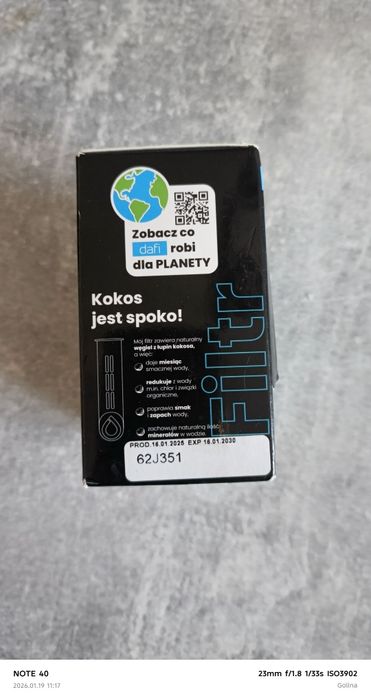 Zobacz co
dafi robi
dla PLANETY
Kokos
jest spoko!
Mój filtr zawiera naturalny
węgiel z łupin kokosa,
a więc:
daje miesiąc
smacznej wody,
redukuje z wody
m.in. chlor i związki
organiczne,
poprawia smak
i zapach wody,
zachowuje naturalną ilość
minerałów w wodzie.
Filtr
PROD.16.01.2025 EXP 16.01.2030
62J351
NOTE 40
2026.01.19 11:17
23mm f/1.8 1/33s ISO3902
Golina